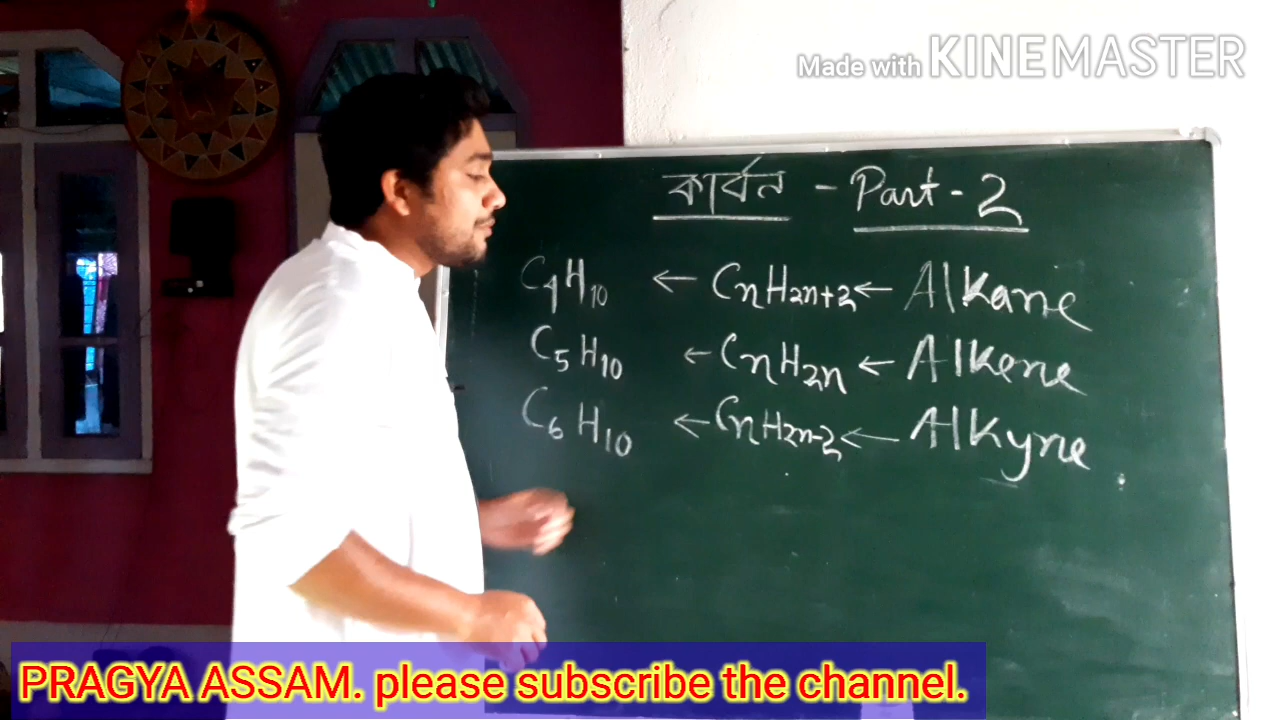 Made with KINEMASTER
কাৰ্বন - Part-2
C4H10 ← CnH2n+2 ← Alkane
C5H10 ← CnH2n ← Alkene
C6H10 ← CnH2n-2 ← Alkyne
PRAGYA ASSAM. please subscribe the channel.